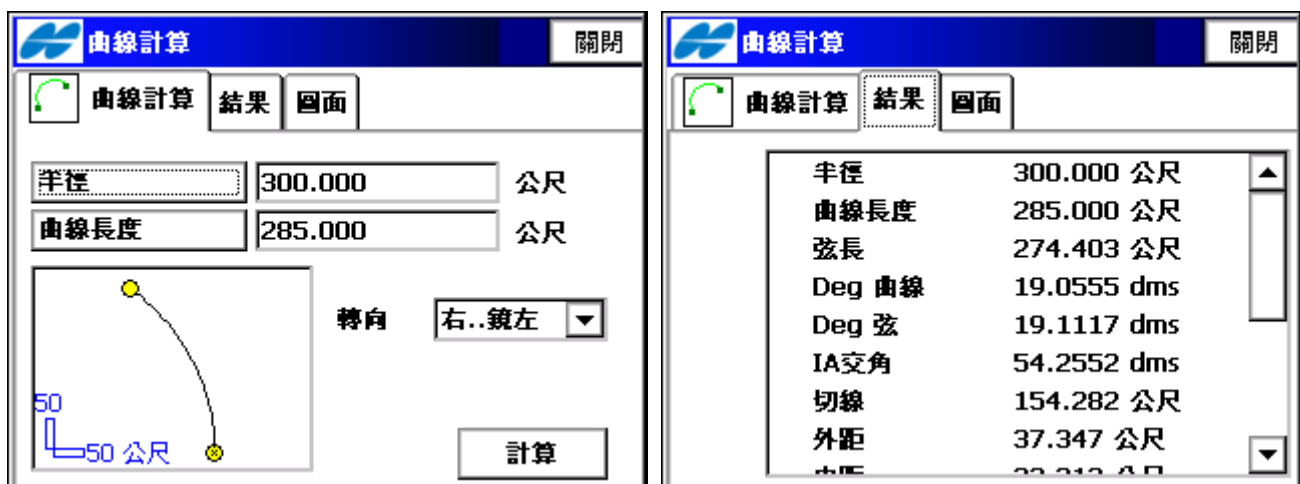 曲線計算 關閉
曲線計算 結果 圖面
半徑 300.000 公尺
曲線長度 285.000 公尺
轉向 右..鏡左
50
50 公尺
計算
曲線計算 關閉
曲線計算 結果 圖面
半徑 300.000 公尺
曲線長度 285.000 公尺
弦長 274.403 公尺
Deg 曲線 19.0555 dms
Deg 弦 19.1117 dms
IA交角 54.2552 dms
切線 154.282 公尺
外距 37.347 公尺